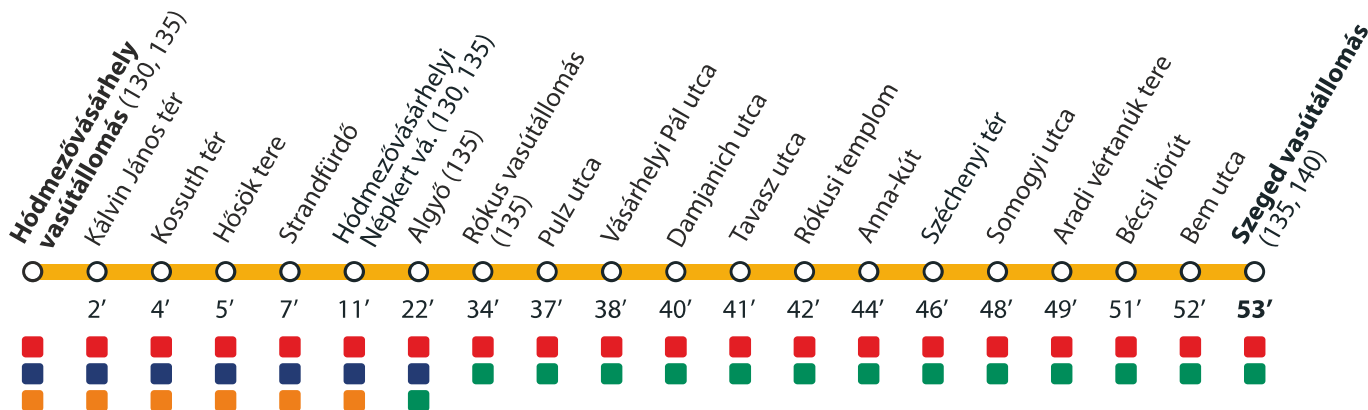 Hódmezővásárhely
vasútállomás (130, 135)
Kálvin János tér
Kossuth tér
Hősök tere
Strandfürdő
Hódmezővásárhelyi
Népkert vá. (130, 135)
Algyő (135)
Rókus vasútállomás
(135)
Pulz utca
Vásárhelyi Pál utca
Damjanich utca
Tavasz utca
Rókusi templom
Anna-kút
Széchenyi tér
Somogyi utca
Aradi vértanúk tere
Bécsi körút
Bem utca
Szeged vasútállomás
(135, 140)
2’ 4’ 5’ 7’ 11’ 22’ 34’ 37’ 38’ 40’ 41’ 42’ 44’ 46’ 48’ 49’ 51’ 52’ 53’